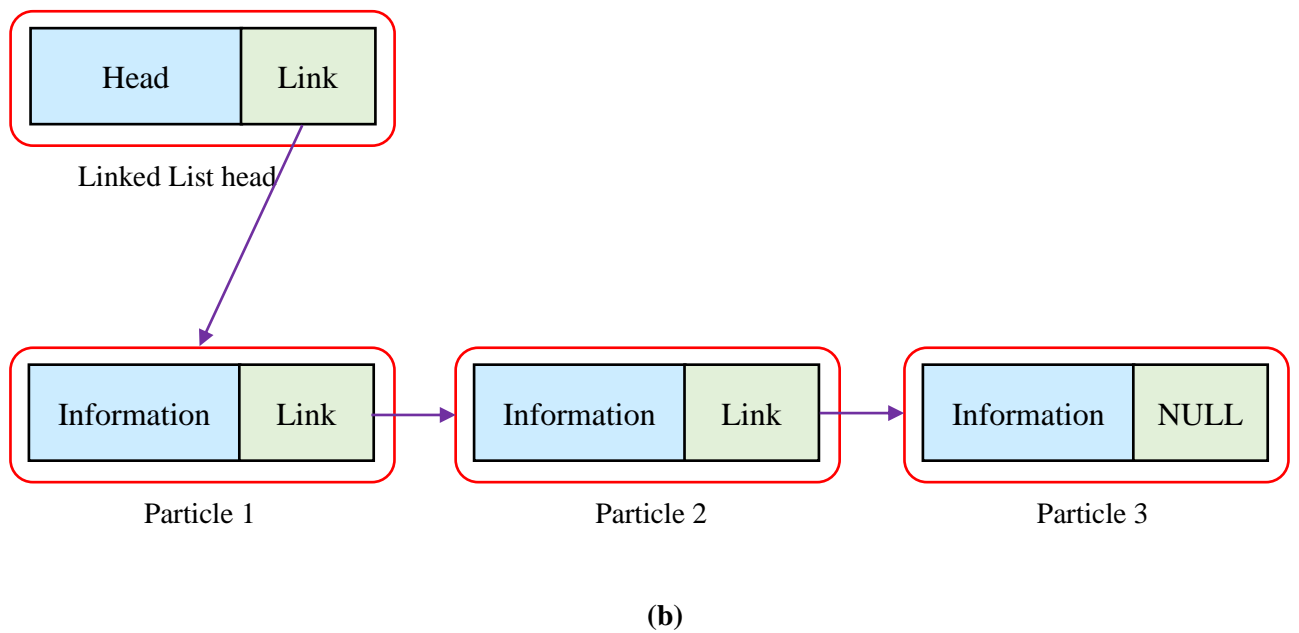 Head Link
Linked List head
Information Link Information Link Information NULL
Particle 1 Particle 2 Particle 3
(b)